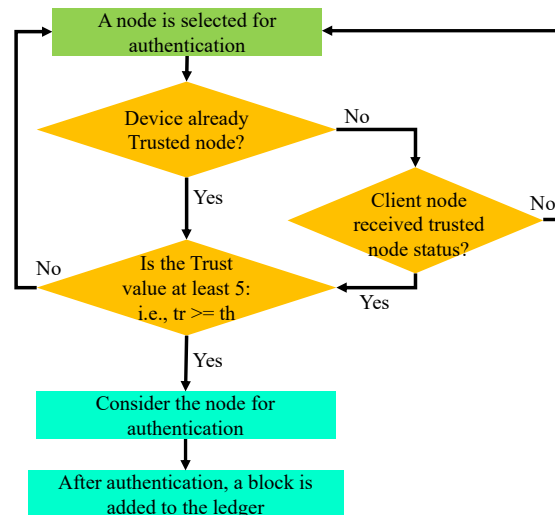 A node is selected for
authentication
Device already
Trusted node?
No
Yes
Client node
received trusted
node status?
No
Yes
Is the Trust
value at least 5:
i.e., tr >= th
No
Yes
Consider the node for
authentication
After authentication, a block is
added to the ledger